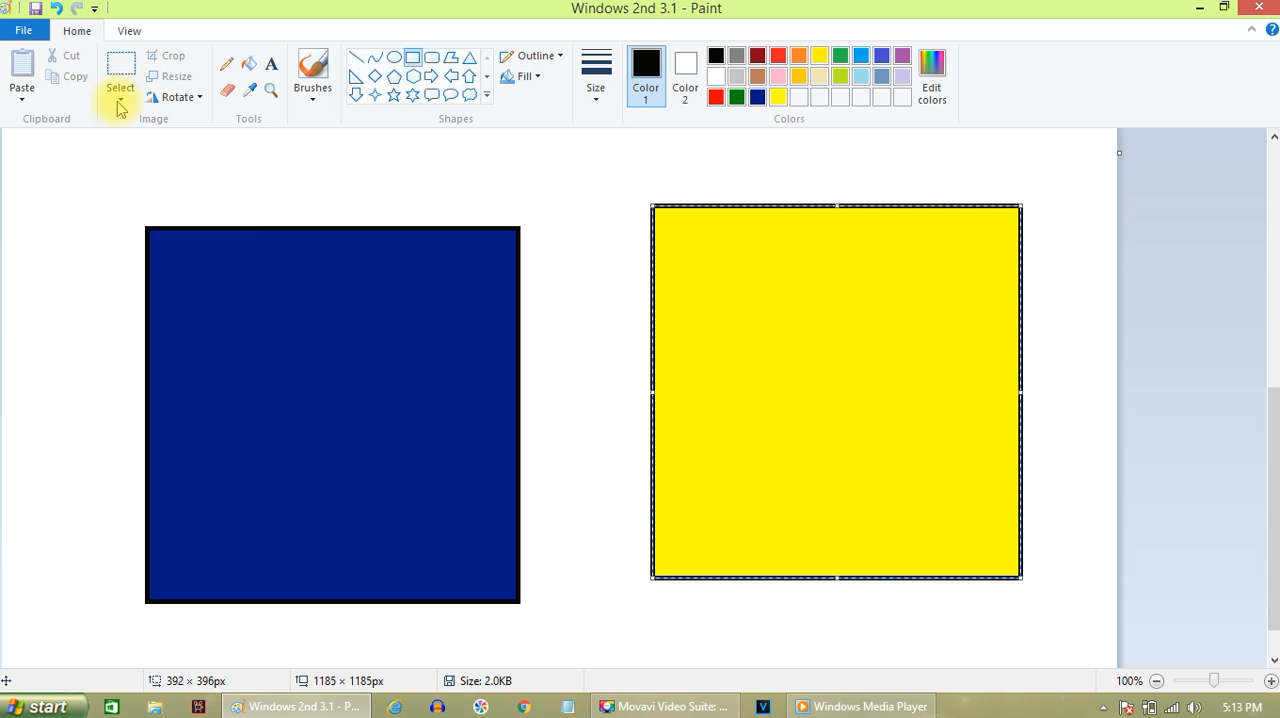 Windows 2nd 3.1 - Paint
File
Home
View
Paste
Cut
Copy
Clipboard
Select
Crop
Resize
Rotate
Image
Tools
Brushes
Shapes
Outline
Fill
Size
Color 1
Color 2
Edit colors
Colors
392 × 396px
1185 × 1185px
Size: 2.0KB
100%
start
Windows 2nd 3.1 - P...
Movavi Video Suite: ...
Windows Media Player
5:13 PM